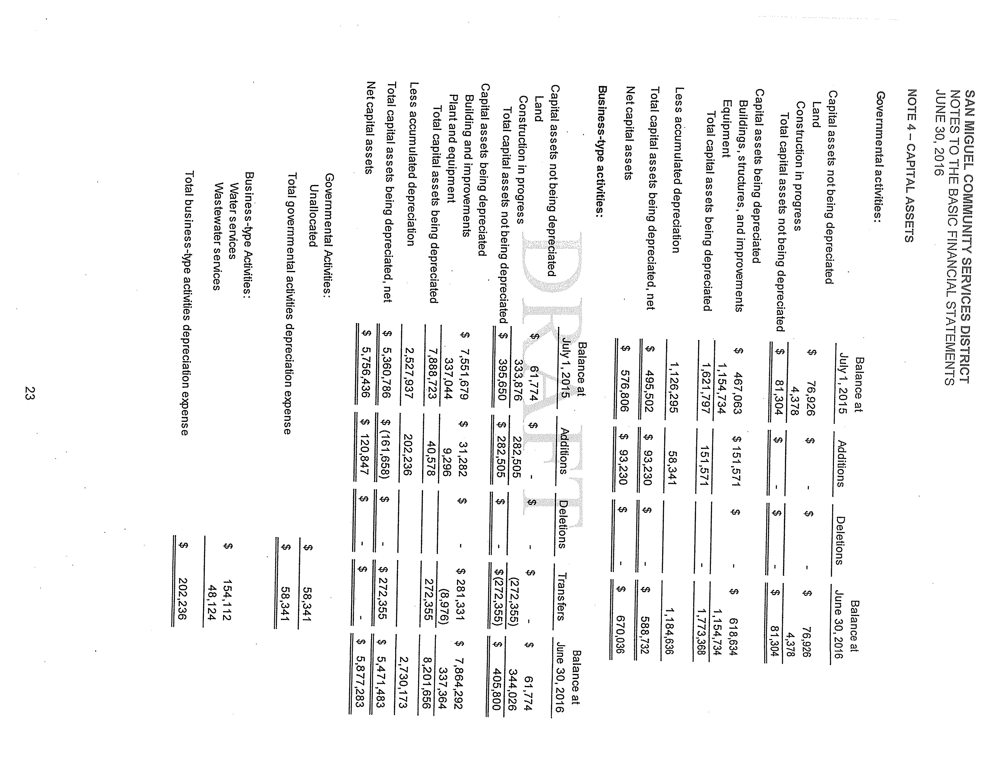 SAN MIGUEL COMMUNITY SERVICES DISTRICT
NOTES TO THE BASIC FINANCIAL STATEMENTS
JUNE 30, 2016
NOTE 4 – CAPITAL ASSETS
Governmental activities:
Balance at Balance at
July 1, 2015 Additions Deletions June 30, 2016
Capital assets not being depreciated
Land $ 76,926 $ - $ - $ 76,926
Construction in progress 4,378 4,378
Total capital assets not being depreciated $ 81,304 $ - $ - $ 81,304
Capital assets being depreciated
Buildings, structures, and improvements $ 467,063 $ 151,571 $ - $ 618,634
Equipment 1,154,734 1,154,734
Total capital assets being depreciated 1,621,797 151,571 - 1,773,368
Less accumulated depreciation 1,126,295 58,341 1,184,636
Total capital assets being depreciated, net $ 495,502 $ 93,230 $ - $ 588,732
Net capital assets $ 576,806 $ 93,230 $ - $ 670,036
Business-type activities:
DRAFT
Balance at Balance at
July 1, 2015 Additions Deletions Transfers June 30, 2016
Capital assets not being depreciated
Land $ 61,774 $ - $ - $ - $ 61,774
Construction in progress 333,876 282,505 (272,355) 344,026
Total capital assets not being depreciated $ 395,650 $ 282,505 $ - $(272,355) $ 405,800
Capital assets being depreciated
Building and improvements $ 7,551,679 $ 31,282 $ - $ 281,331 $ 7,864,292
Plant and equipment 337,044 9,296 (8,976) 337,364
Total capital assets being depreciated 7,888,723 40,578 272,355 8,201,656
Less accumulated depreciation 2,527,937 202,236 2,730,173
Total capital assets being depreciated, net $ 5,360,786 $ (161,658) $ - $ 272,355 $ 5,471,483
Net capital assets $ 5,756,436 $ 120,847 $ - $ - $ 5,877,283
Governmental Activities:
Unallocated $ 58,341
Total governmental activities depreciation expense $ 58,341
Business-type Activities:
Water services $ 154,112
Wastewater services 48,124
Total business-type activities depreciation expense $ 202,236
23